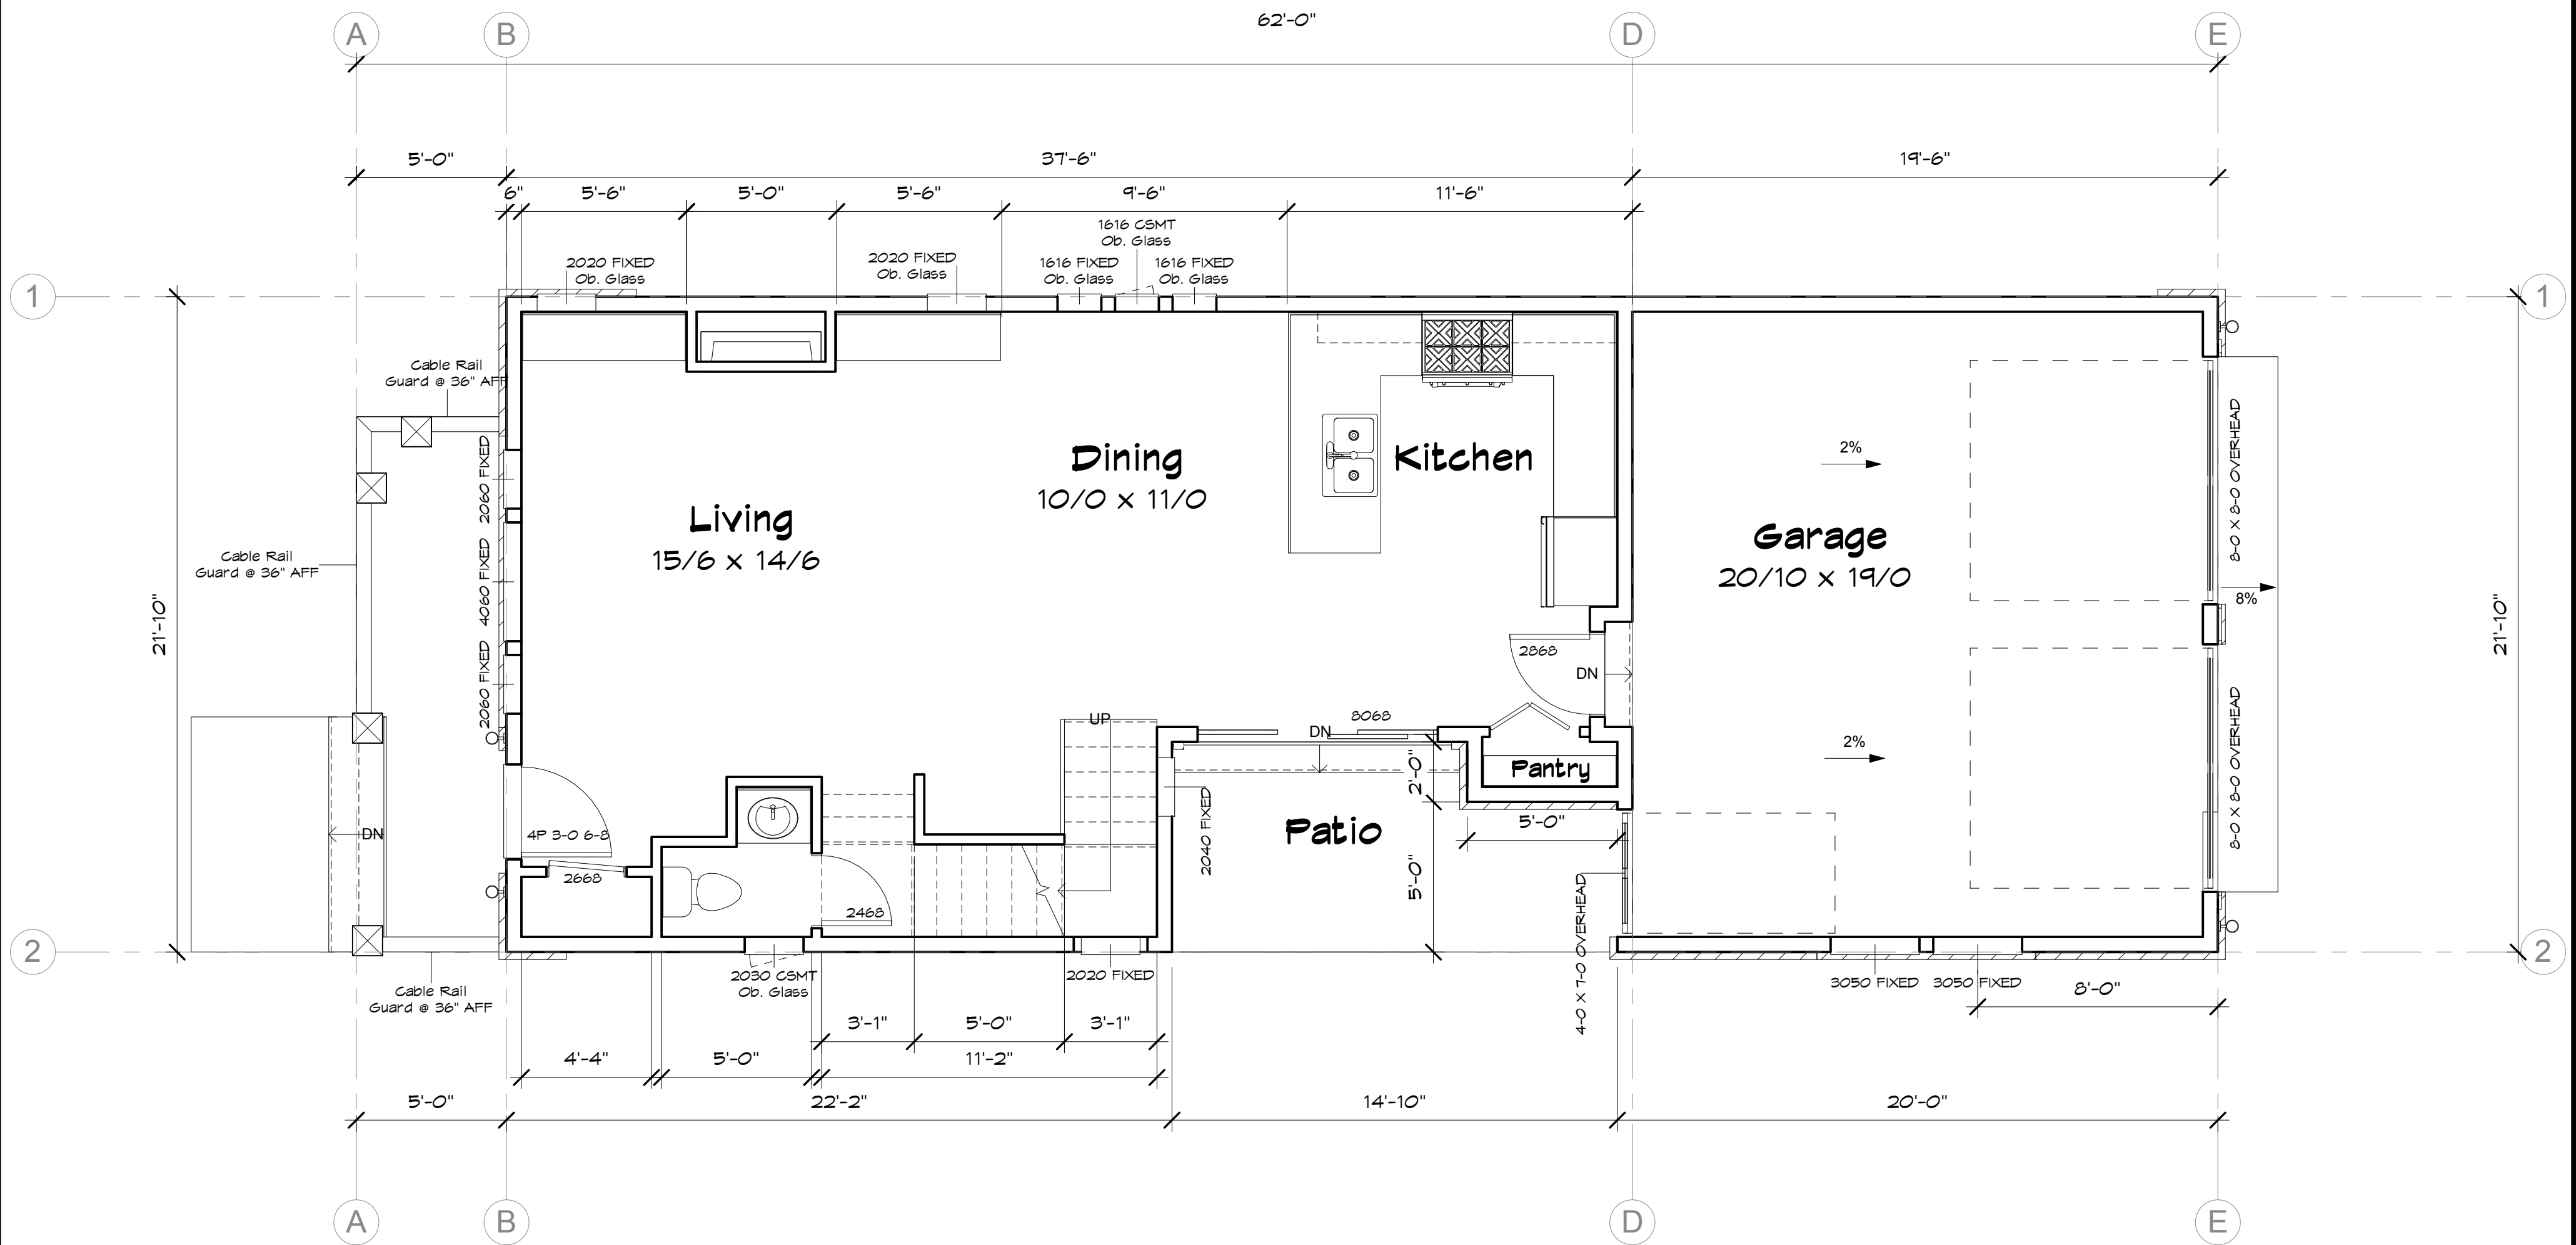 62'-0"
A
B
D
E
5'-0"
37'-6"
19'-6"
6"
5'-6"
5'-0"
5'-6"
9'-6"
11'-6"
1616 CSMT
Ob. Glass
2020 FIXED
Ob. Glass
2020 FIXED
Ob. Glass
1616 FIXED
Ob. Glass
1616 FIXED
Ob. Glass
1
1
Cable Rail
Guard @ 36" AFF
2060 FIXED
4060 FIXED
2060 FIXED
Cable Rail
Guard @ 36" AFF
21'-10"
21'-10"
Living
15/6 x 14/6
Dining
10/0 x 11/0
Kitchen
Garage
20/10 x 19/0
2%
2%
8-0 X 8-0 OVERHEAD
8%
8-0 X 8-0 OVERHEAD
2868
DN
UP
DN
8068
Pantry
2'-0"
5'-0"
5'-0"
Patio
2040 FIXED
4-0 X 7-0 OVERHEAD
DN
4P 3-0 6-8
2668
2468
2
2
Cable Rail
Guard @ 36" AFF
2030 CSMT
Ob. Glass
2020 FIXED
3050 FIXED
3050 FIXED
8'-0"
3'-1"
5'-0"
3'-1"
4'-4"
5'-0"
11'-2"
5'-0"
22'-2"
14'-10"
20'-0"
A
B
D
E